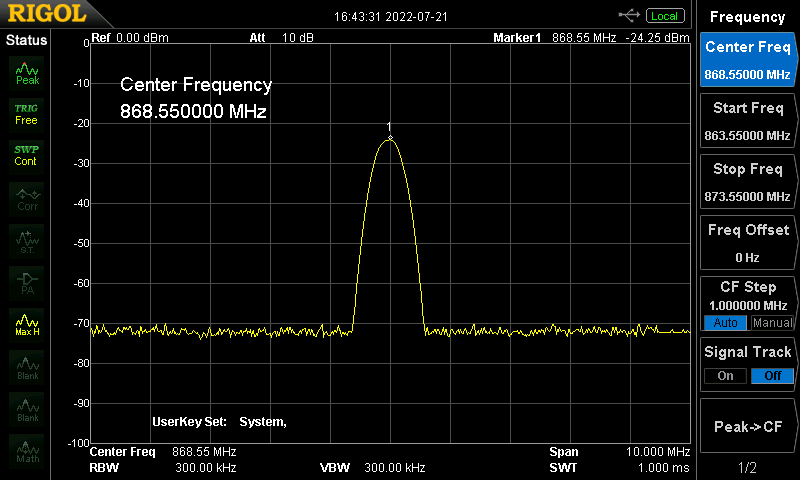 RIGOL
16:43:31 2022-07-21
Local
Status
Ref 0.00 dBm Att 10 dB Marker1 868.55 MHz -24.25 dBm
Peak
TRIG
Free
SWP
Cont
Corr
S.T.
PA
Max H
Blank
Blank
Math
0
-10
-20
-30
-40
-50
-60
-70
-80
-90
-100
Center Frequency
868.550000 MHz
1
UserKey Set: System,
Center Freq 868.55 MHz Span 10.000 MHz
RBW 300.00 kHz VBW 300.00 kHz SWT 1.000 ms
Frequency
Center Freq
868.55000 MHz
Start Freq
863.55000 MHz
Stop Freq
873.55000 MHz
Freq Offset
0 Hz
CF Step
1.000000 MHz
Auto Manual
Signal Track
On Off
Peak->CF
1/2